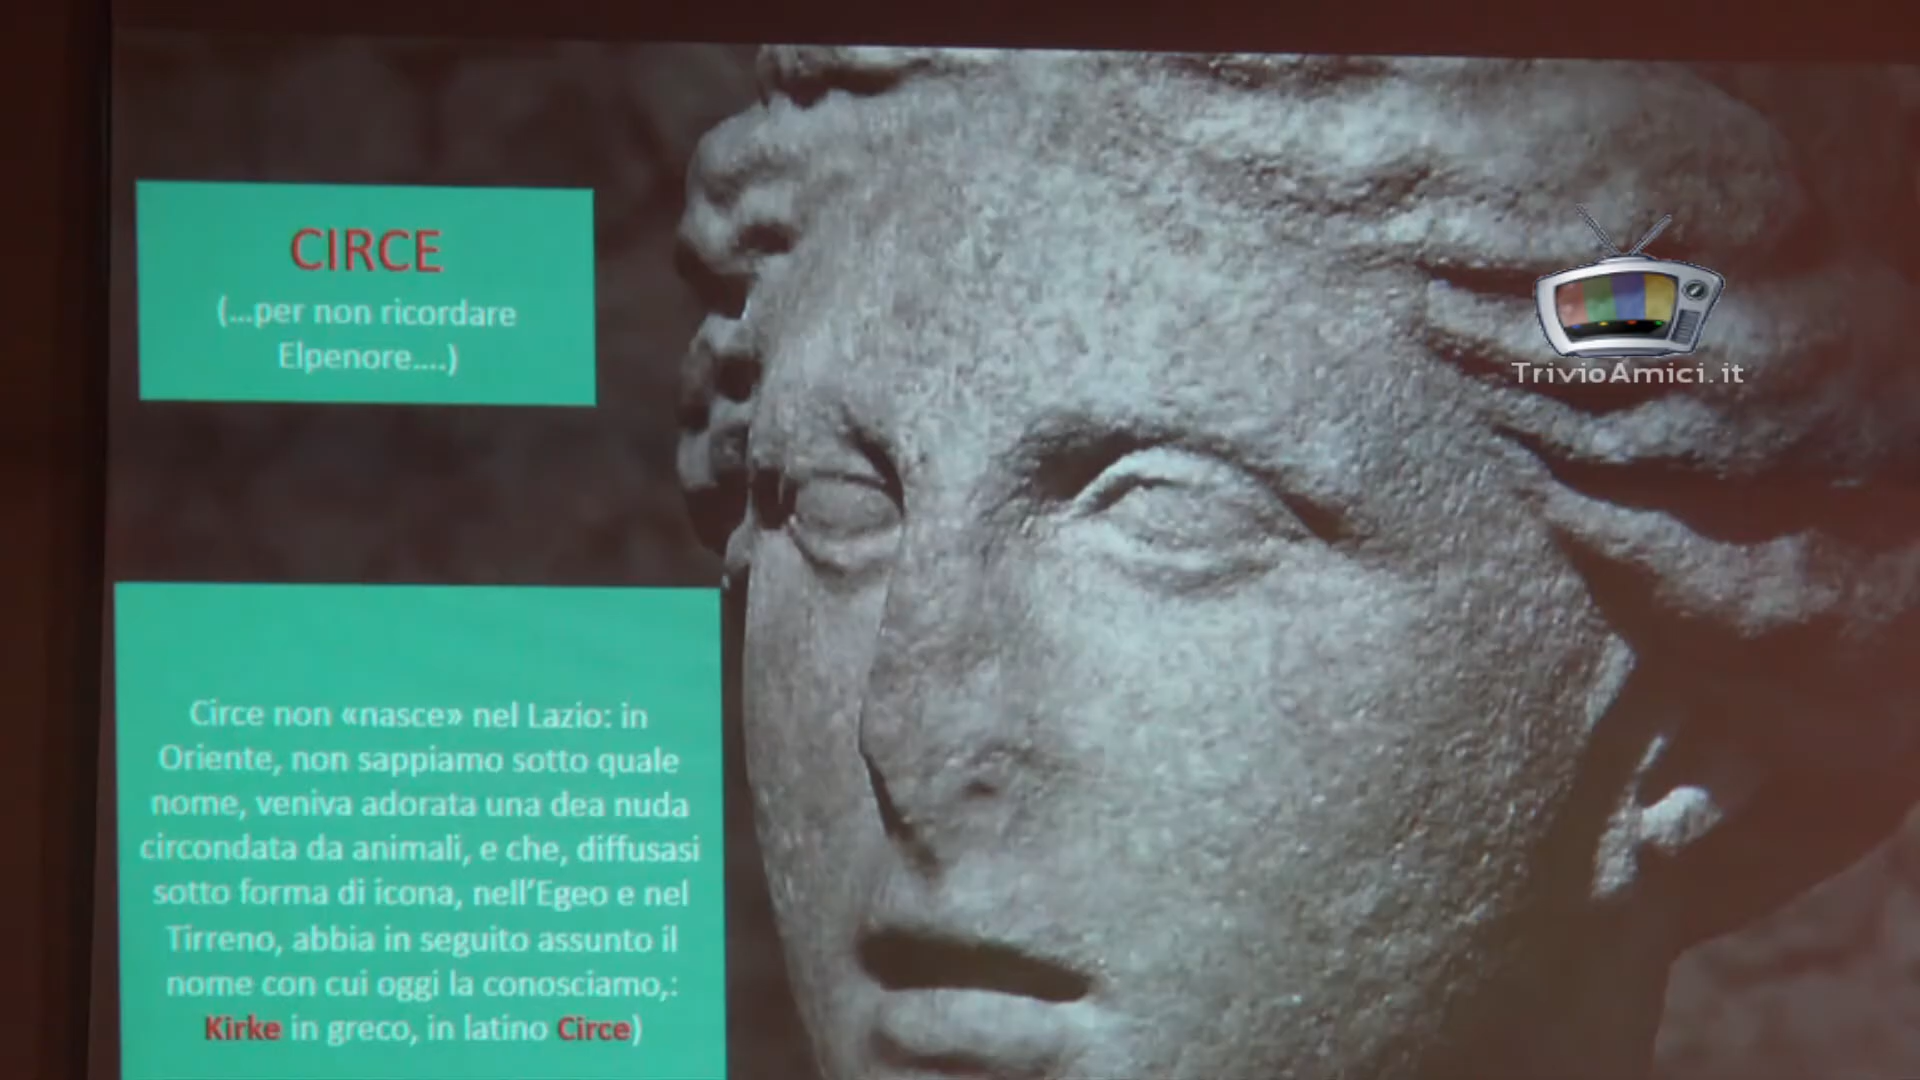 CIRCE
(...per non ricordare
Elpenore....)
TrivioAmici.it
Circe non «nasce» nel Lazio: in
Oriente, non sappiamo sotto quale
nome, veniva adorata una dea nuda
circondata da animali, e che, diffusasi
sotto forma di icona, nell'Egeo e nel
Tirreno, abbia in seguito assunto il
nome con cui oggi la conosciamo,:
Kirke in greco, in latino Circe)